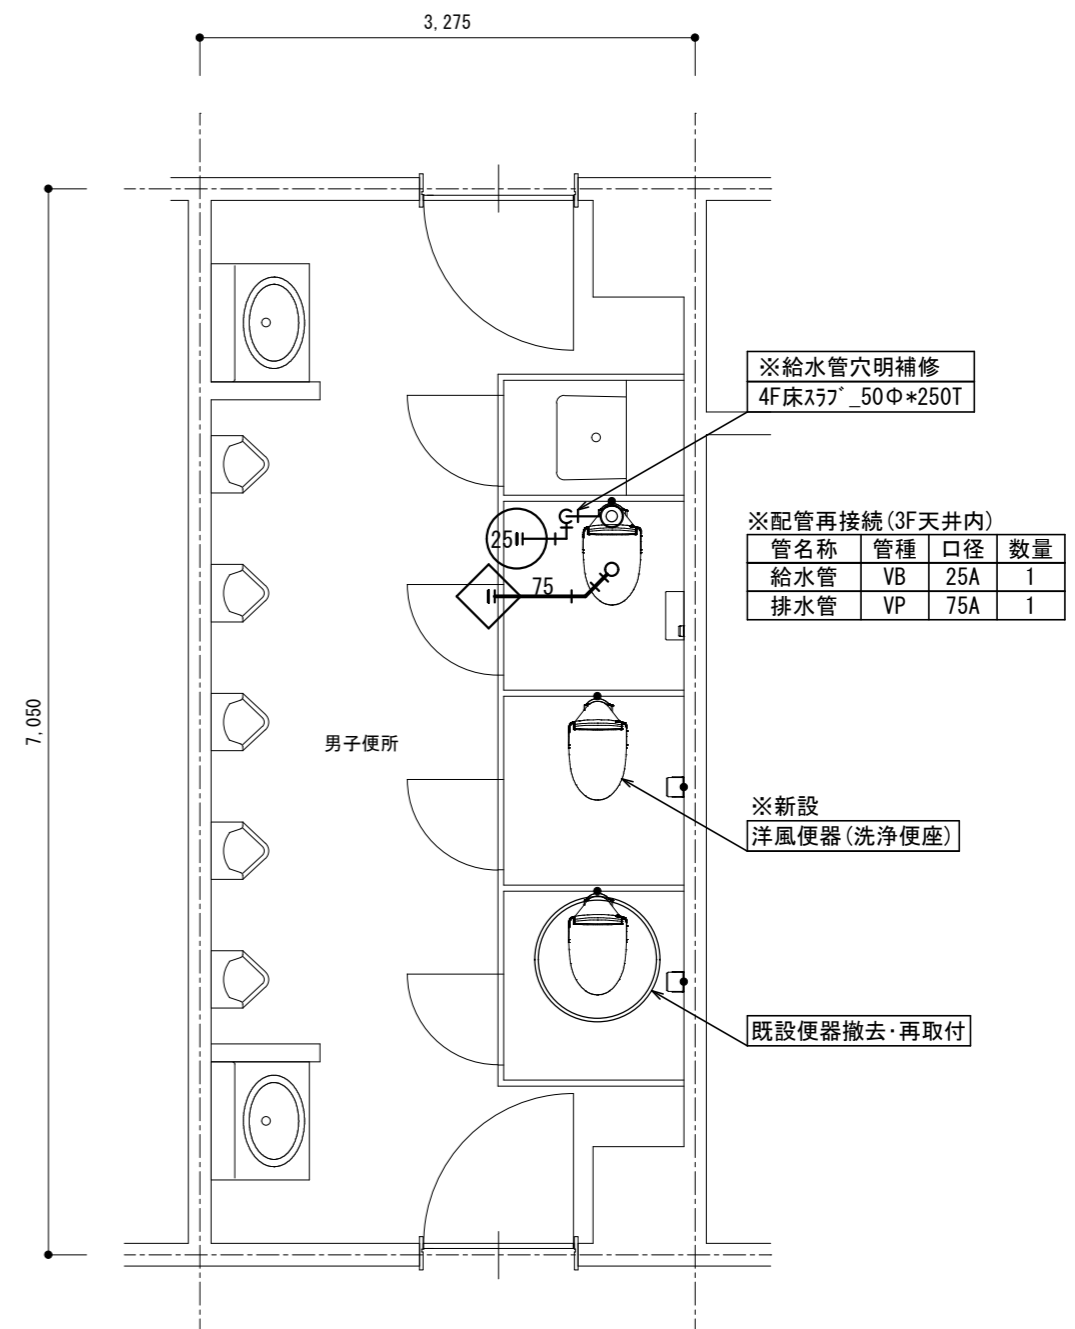 3,275
7,050
※給水管穴明補修
4F床ｽﾗﾌﾞ_50Φ*250T
※配管再接続(3F天井内)
管名称 管種 口径 数量
給水管 VB 25A 1
排水管 VP 75A 1
25
75
男子便所
※新設
洋風便器(洗浄便座)
既設便器撤去･再取付